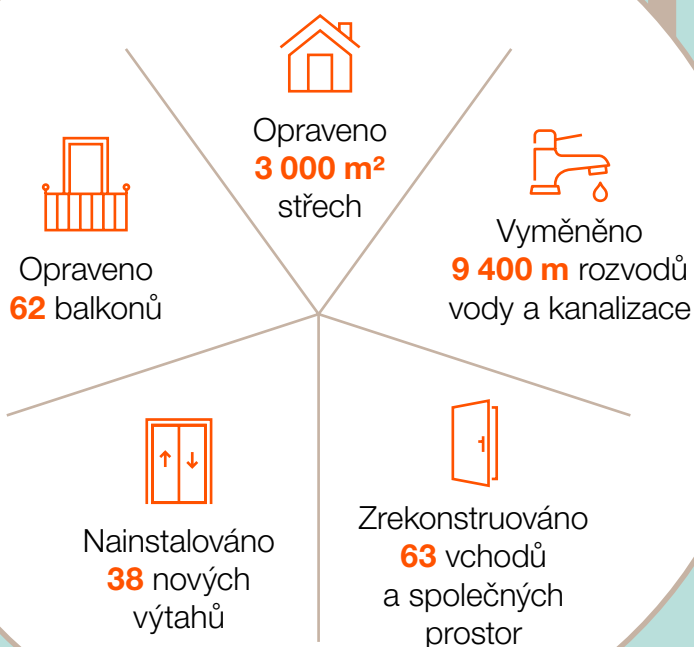 Opraveno
3 000 m²
střech
Vyměněno
9 400 m rozvodů
vody a kanalizace
Opraveno
62 balkonů
Zrekonstruováno
63 vchodů
a společných
prostor
Nainstalováno
38 nových
výtahů